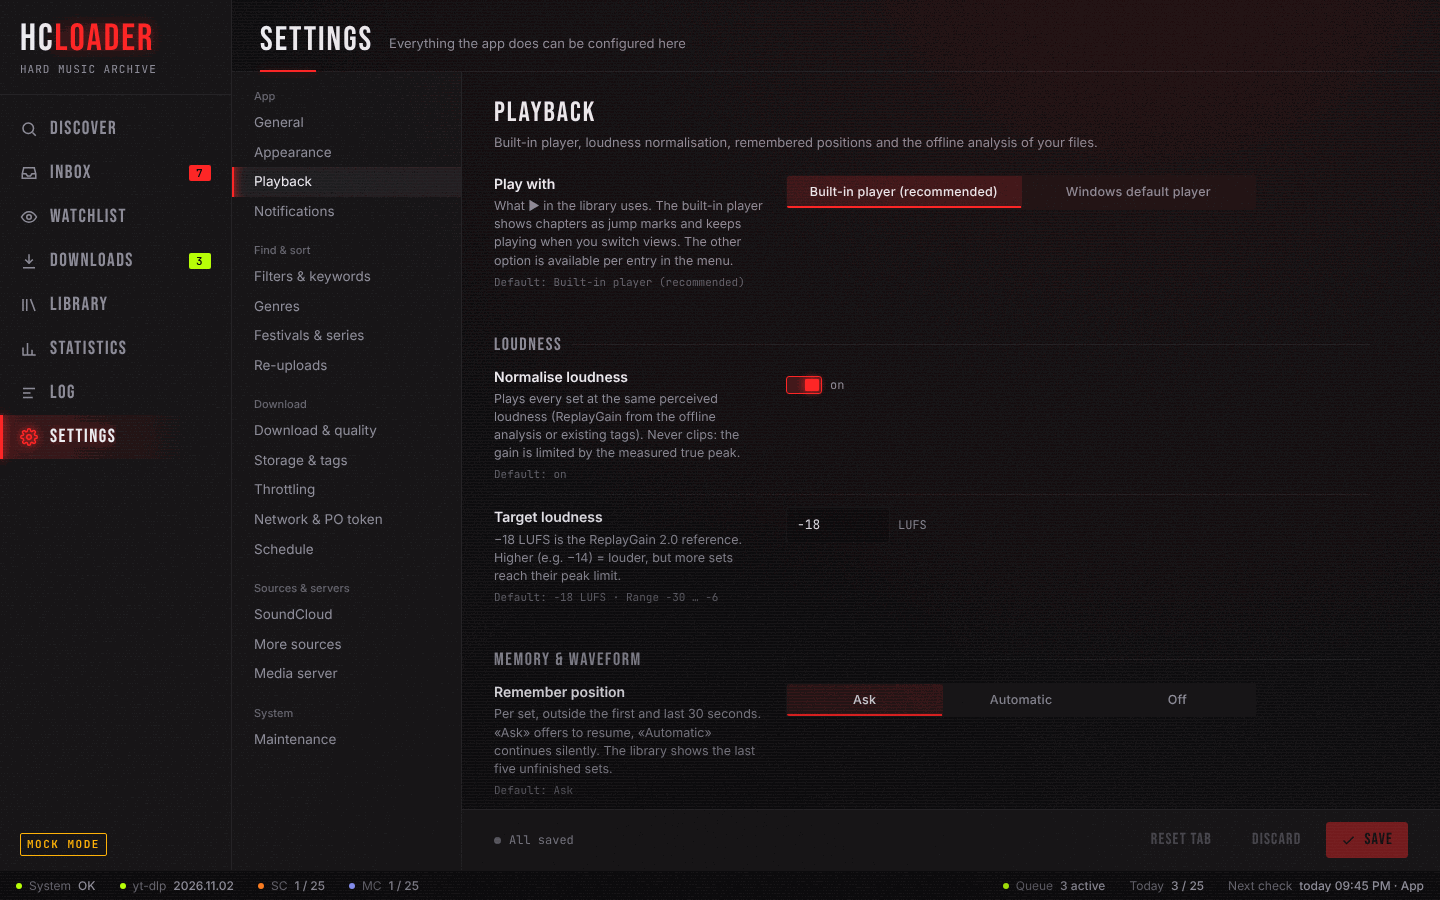 HCLOADER
HARD MUSIC ARCHIVE
DISCOVER
INBOX 7
WATCHLIST
DOWNLOADS 3
LIBRARY
STATISTICS
LOG
SETTINGS
MOCK MODE
SETTINGS Everything the app does can be configured here
App
General
Appearance
Playback
Notifications
Find & sort
Filters & keywords
Genres
Festivals & series
Re-uploads
Download
Download & quality
Storage & tags
Throttling
Network & PO token
Schedule
Sources & servers
SoundCloud
More sources
Media server
System
Maintenance
PLAYBACK
Built-in player, loudness normalisation, remembered positions and the offline analysis of your files.
Play with
What ▶ in the library uses. The built-in player
shows chapters as jump marks and keeps
playing when you switch views. The other
option is available per entry in the menu.
Default: Built-in player (recommended)
Built-in player (recommended) Windows default player
LOUDNESS
Normalise loudness
Plays every set at the same perceived
loudness (ReplayGain from the offline
analysis or existing tags). Never clips: the
gain is limited by the measured true peak.
Default: on
on
Target loudness
−18 LUFS is the ReplayGain 2.0 reference.
Higher (e.g. −14) = louder, but more sets
reach their peak limit.
Default: -18 LUFS · Range -30 … -6
-18 LUFS
MEMORY & WAVEFORM
Remember position
Per set, outside the first and last 30 seconds.
«Ask» offers to resume, «Automatic»
continues silently. The library shows the last
five unfinished sets.
Default: Ask
Ask Automatic Off
All saved
RESET TAB DISCARD SAVE
System OK yt-dlp 2026.11.02 SC 1 / 25 MC 1 / 25 Queue 3 active Today 3 / 25 Next check today 09:45 PM · App